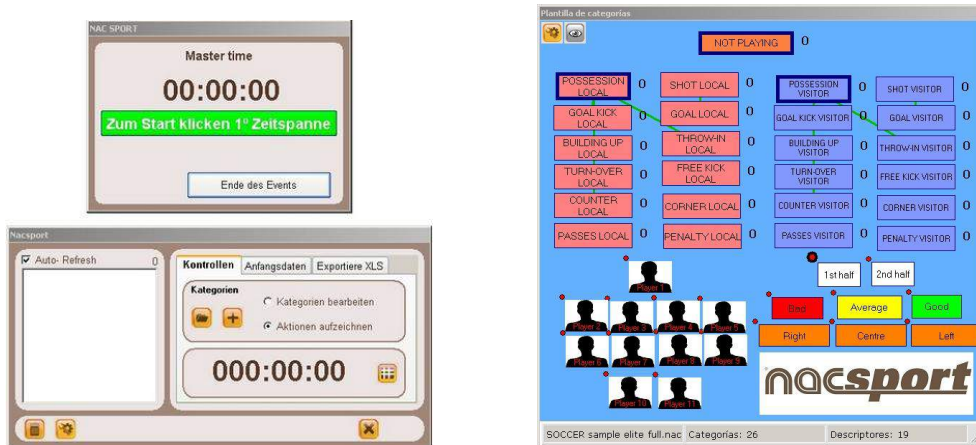 NAC SPORT
Master time
00:00:00
Zum Start klicken 1º Zeitspanne
Ende des Events
Nacsport
Auto- Refresh 0
Kontrollen Anfangsdaten Exportiere XLS
Kategorien
Kategorien bearbeiten
Aktionen aufzeichnen
000:00:00
Plantilla de categorías
NOT PLAYING 0
POSSESSION LOCAL 0 SHOT LOCAL 0 POSSESSION VISITOR 0 SHOT VISITOR 0
GOAL KICK LOCAL 0 GOAL LOCAL 0 GOAL KICK VISITOR 0 GOAL VISITOR 0
BUILDING UP LOCAL 0 THROW-IN LOCAL 0 BUILDING UP VISITOR 0 THROW-IN VISITOR 0
TURN-OVER LOCAL 0 FREE KICK LOCAL 0 TURN-OVER VISITOR 0 FREE KICK VISITOR 0
COUNTER LOCAL 0 CORNER LOCAL 0 COUNTER VISITOR 0 CORNER VISITOR 0
PASSES LOCAL 0 PENALTY LOCAL 0 PASSES VISITOR 0 PENALTY VISITOR 0
1st half 2nd half
Player 1
Bad Average Good
Player 2 Player 3 Player 4 Player 5
Right Centre Left
Player 6 Player 7 Player 8 Player 9
Player 10 Player 11
nacsport
SOCCER sample elite full.nac Categorías: 26 Descriptores: 19